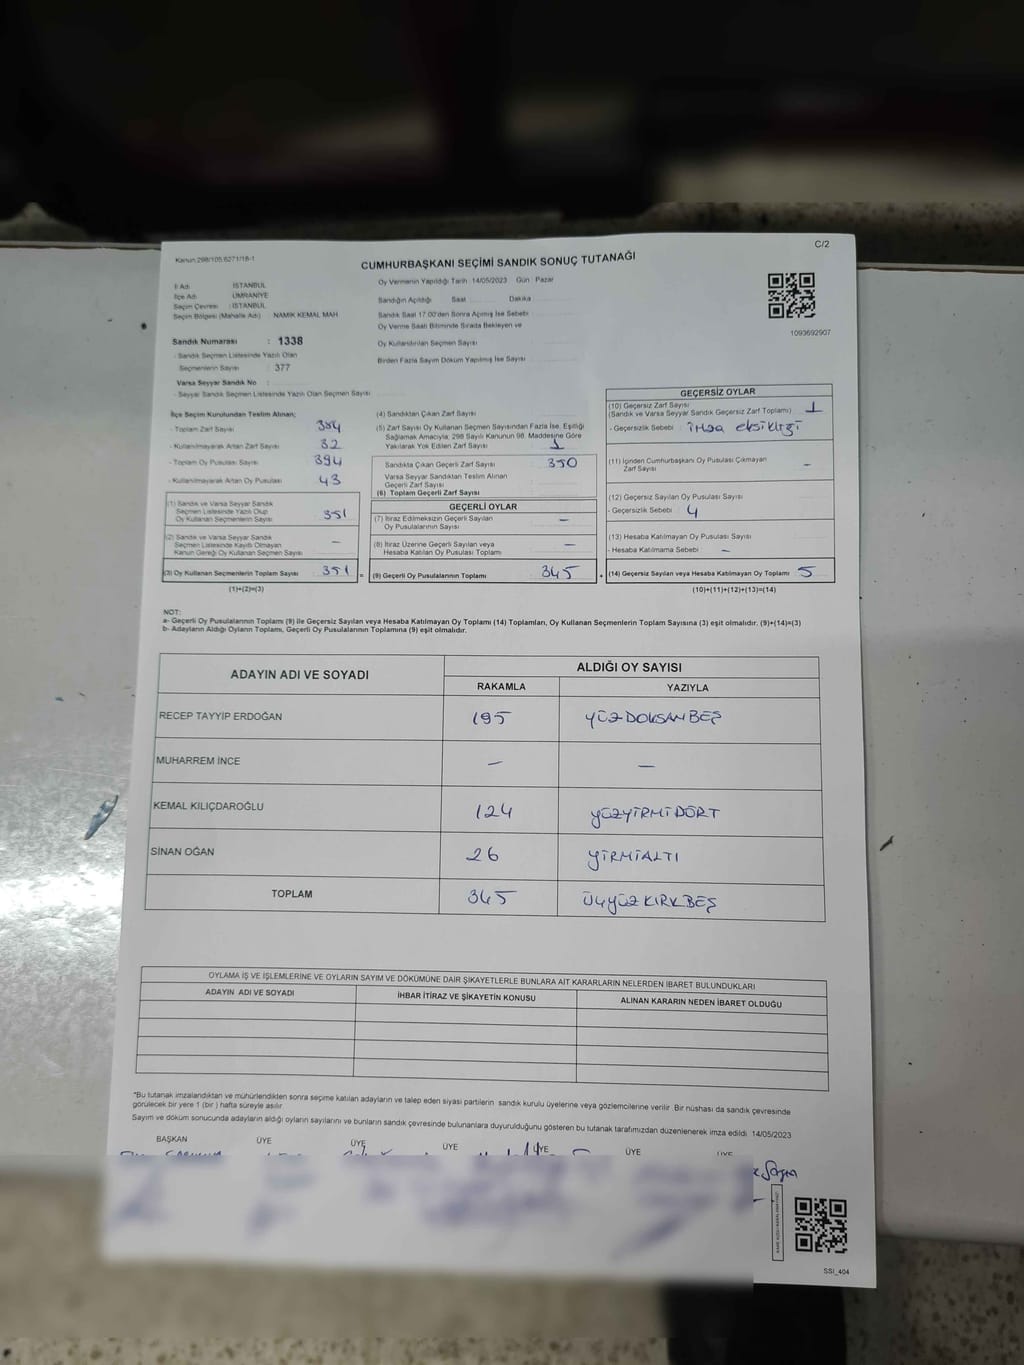 C/2
Kanun 298/105,6271/18-1
CUMHURBAŞKANI SEÇİMİ SANDIK SONUÇ TUTANAĞI
İl Adı : İSTANBUL
İlçe Adı : ÜMRANİYE
Seçim Çevresi : İSTANBUL
Seçim Bölgesi (Mahalle Adı) : NAMIK KEMAL MAH
Sandık Numarası : 1338
- Sandık Seçmen Listesinde Yazılı Olan
Seçmenlerin Sayısı : 377
Varsa Seyyar Sandık No :
- Seyyar Sandık Seçmen Listesinde Yazılı Olan Seçmen Sayısı
Oy Vermenin Yapıldığı Tarih 14/05/2023 Gün : Pazar
Sandığın Açıldığı Saat Dakika
Sandık Saat 17.00'den Sonra Açılmış İse Sebebi
Oy Verme Saati Bitiminde Sırada Bekleyen ve
Oy Kullandırılan Seçmen Sayısı
Birden Fazla Sayım Döküm Yapılmış İse Sayısı
1093692907
İlçe Seçim Kurulundan Teslim Alınan;
- Toplam Zarf Sayısı 384
- Kullanılmayarak Artan Zarf Sayısı 32
- Toplam Oy Pusulası Sayısı 394
- Kullanılmayarak Artan Oy Pusulası 43
(1) Sandık ve Varsa Seyyar Sandık
Seçmen Listesinde Yazılı Olup
Oy Kullanan Seçmenlerin Sayısı 351
(2) Sandık ve Varsa Seyyar Sandık
Seçmen Listesinde Kayıtlı Olmayan
Kanun Gereği Oy Kullanan Seçmen Sayısı -
(3) Oy Kullanan Seçmenlerin Toplam Sayısı 351 =
(1)+(2)=(3)
(4) Sandıktan Çıkan Zarf Sayısı
(5) Zarf Sayısı Oy Kullanan Seçmen Sayısından Fazla İse, Eşitliği
Sağlamak Amacıyla; 298 Sayılı Kanunun 98. Maddesine Göre
Yakılarak Yok Edilen Zarf Sayısı 1
Sandıkta Çıkan Geçerli Zarf Sayısı 350
Varsa Seyyar Sandıktan Teslim Alınan
Geçerli Zarf Sayısı
(6) Toplam Geçerli Zarf Sayısı
GEÇERLİ OYLAR
(7) İtiraz Edilmeksizin Geçerli Sayılan
Oy Pusulalarının Sayısı -
(8) İtiraz Üzerine Geçerli Sayılan veya
Hesaba Katılan Oy Pusulası Toplamı -
(9) Geçerli Oy Pusulalarının Toplamı 345 +
GEÇERSİZ OYLAR
(10) Geçersiz Zarf Sayısı
(Sandık ve Varsa Seyyar Sandık Geçersiz Zarf Toplamı) 1
- Geçersizlik Sebebi : imza eksikliği
(11) İçinden Cumhurbaşkanı Oy Pusulası Çıkmayan
Zarf Sayısı -
(12) Geçersiz Sayılan Oy Pusulası Sayısı
- Geçersizlik Sebebi : 4
(13) Hesaba Katılmayan Oy Pusulası Sayısı
- Hesaba Katılmama Sebebi : -
(14) Geçersiz Sayılan veya Hesaba Katılmayan Oy Toplamı 5
(10)+(11)+(12)+(13)=(14)
NOT:
a- Geçerli Oy Pusulalarının Toplamı (9) ile Geçersiz Sayılan veya Hesaba Katılmayan Oy Toplamı (14) Toplamları, Oy Kullanan Seçmenlerin Toplam Sayısına (3) eşit olmalıdır. (9)+(14)=(3)
b- Adayların Aldığı Oyların Toplamı, Geçerli Oy Pusulalarının Toplamına (9) eşit olmalıdır.
ADAYIN ADI VE SOYADI
ALDIĞI OY SAYISI
RAKAMLA YAZIYLA
RECEP TAYYİP ERDOĞAN 195 YÜZDOKSANBEŞ
MUHARREM İNCE - -
KEMAL KILIÇDAROĞLU 124 YÜZYİRMİDÖRT
SİNAN OĞAN 26 YİRMİALTI
TOPLAM 345 ÜÇYÜZKIRKBEŞ
OYLAMA İŞ VE İŞLEMLERİNE VE OYLARIN SAYIM VE DÖKÜMÜNE DAİR ŞİKAYETLERLE BUNLARA AİT KARARLARIN NELERDEN İBARET BULUNDUKLARI
ADAYIN ADI VE SOYADI İHBAR İTİRAZ VE ŞİKAYETİN KONUSU ALINAN KARARIN NEDEN İBARET OLDUĞU
*Bu tutanak imzalandıktan ve mühürlendikten sonra seçime katılan adayların ve talep eden siyasi partilerin sandık kurulu üyelerine veya gözlemcilerine verilir. Bir nüshası da sandık çevresinde
görülecek bir yere 1 (bir ) hafta süreyle asılır.
Sayım ve döküm sonucunda adayların aldığı oyların sayılarını ve bunların sandık çevresinde bulunanlara duyurulduğunu gösteren bu tutanak tarafımızdan düzenlenerek imza edildi. 14/05/2023
BAŞKAN ÜYE ÜYE ÜYE ÜYE ÜYE ÜYE
SSI_404